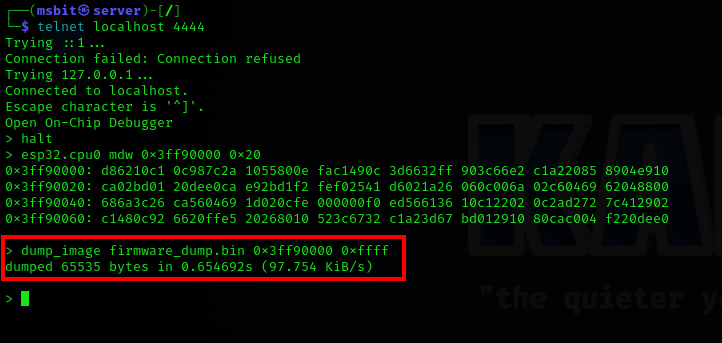 ┌──(msbit㉿server)-[/]
└─$ telnet localhost 4444
Trying ::1...
Connection failed: Connection refused
Trying 127.0.0.1...
Connected to localhost.
Escape character is '^]'.
Open On-Chip Debugger
> halt
> esp32.cpu0 mdw 0×3ff90000 0×20
0×3ff90000: d86210c1 0c987c2a 1055800e fac1490c 3d6632ff 903c66e2 c1a22085 8904e910
0×3ff90020: ca02bd01 20dee0ca e92bd1f2 fef02541 d6021a26 060c006a 02c60469 62048800
0×3ff90040: 686a3c26 ca560469 1d020cfe 000000f0 ed566136 10c12202 0c2ad272 7c412902
0×3ff90060: c1480c92 6620ffe5 20268010 523c6732 c1a23d67 bd012910 80cac004 f220dee0
> dump_image firmware_dump.bin 0×3ff90000 0×ffff
dumped 65535 bytes in 0.654692s (97.754 KiB/s)
>
KA
"the quieter y